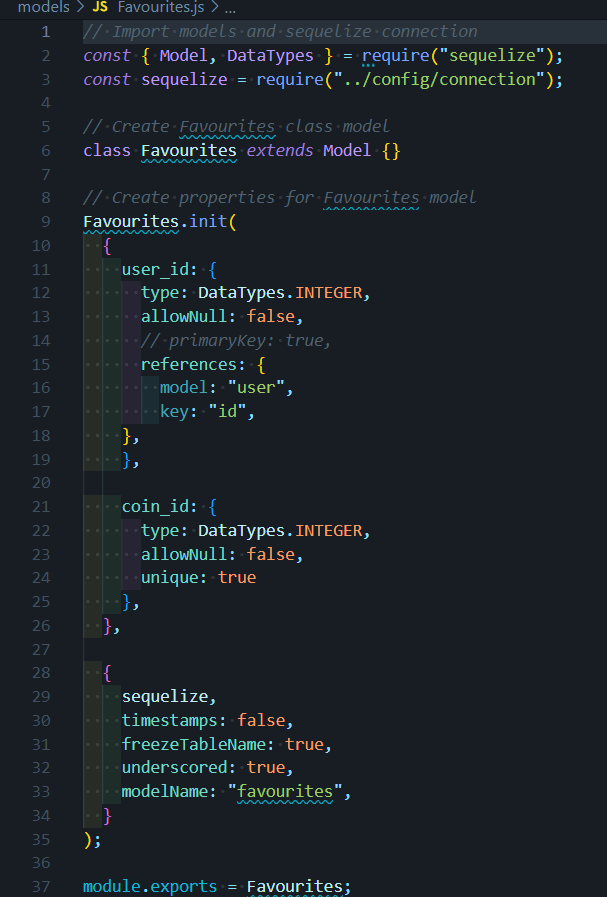 models > JS Favourites.js > ...
1 // Import models and sequelize connection
2 const { Model, DataTypes } = require("sequelize");
3 const sequelize = require("../config/connection");
4
5 // Create Favourites class model
6 class Favourites extends Model {}
7
8 // Create properties for Favourites model
9 Favourites.init(
10   {
11     user_id: {
12       type: DataTypes.INTEGER,
13       allowNull: false,
14       // primaryKey: true,
15       references: {
16         model: "user",
17         key: "id",
18     },
19     },
20
21     coin_id: {
22       type: DataTypes.INTEGER,
23       allowNull: false,
24       unique: true
25     },
26   },
27
28   {
29     sequelize,
30     timestamps: false,
31     freezeTableName: true,
32     underscored: true,
33     modelName: "favourites",
34   }
35 );
36
37 module.exports = Favourites;